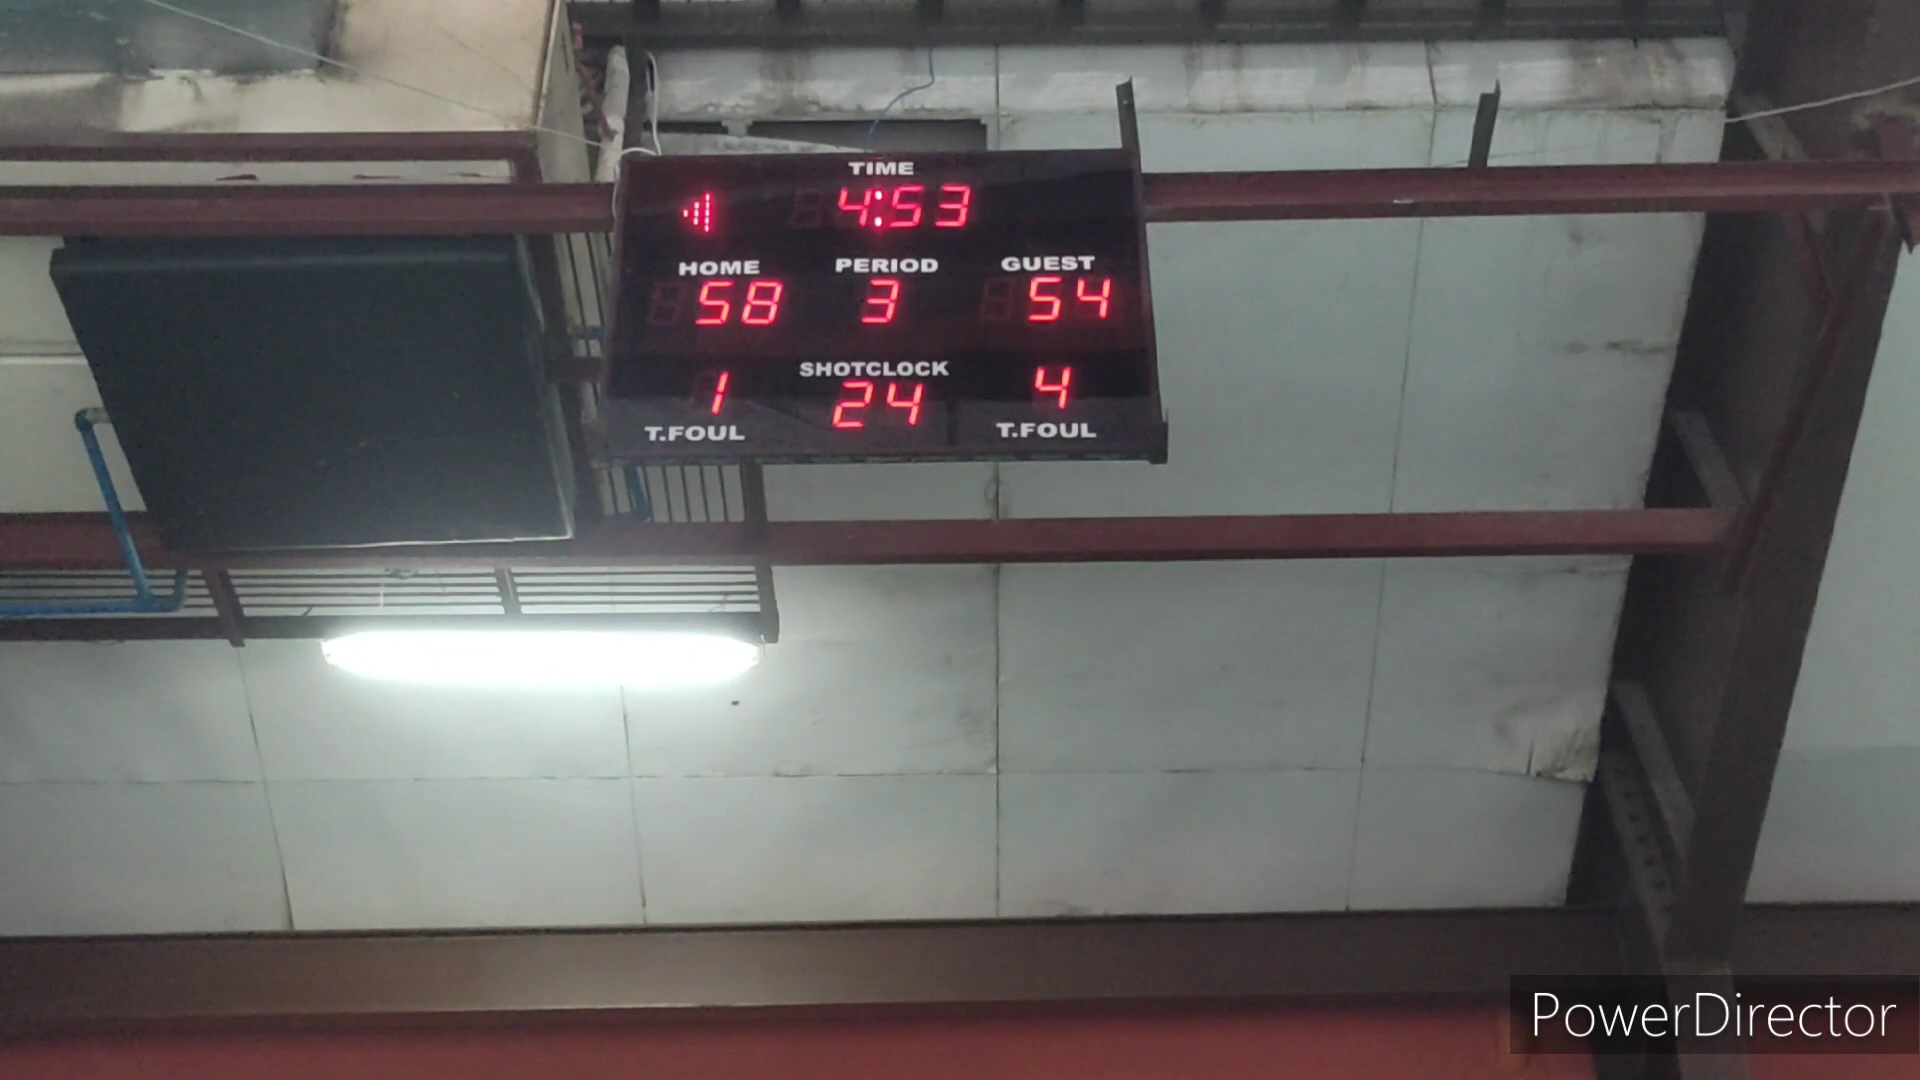 TIME
4:53
HOME PERIOD GUEST
58 3 54
SHOTCLOCK
1 24 4
T.FOUL T.FOUL
PowerDirector